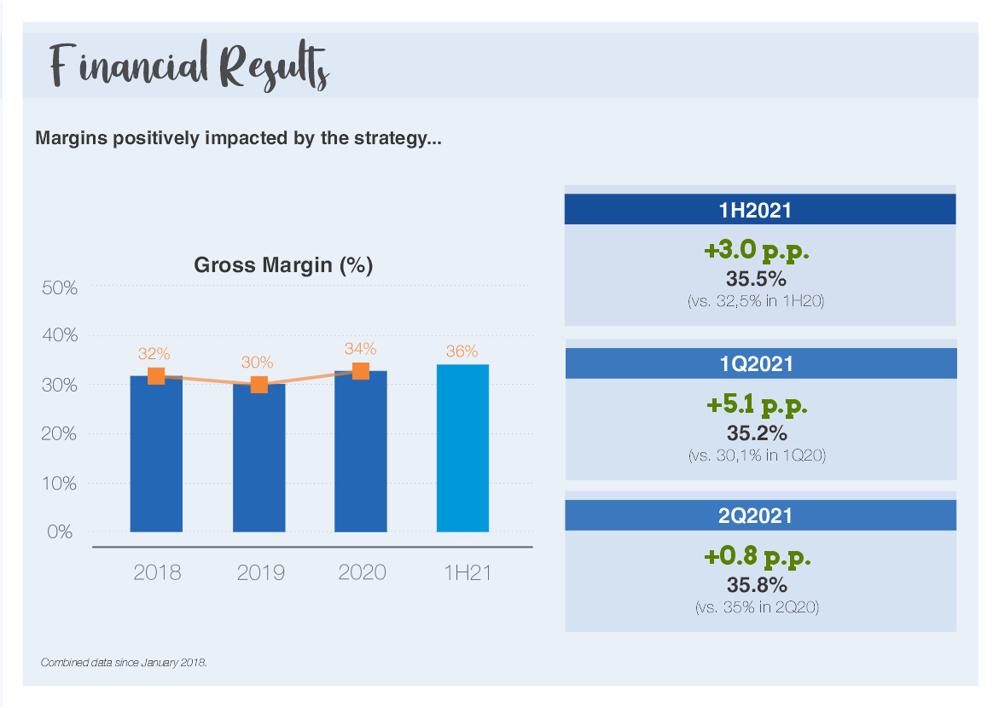 Financial Results
Margins positively impacted by the strategy...
Gross Margin (%)
50%
40%
30%
20%
10%
0%
32%
30%
34%
36%
2018
2019
2020
1H21
1H2021
+3.0 p.p.
35.5%
(vs. 32,5% in 1H20)
1Q2021
+5.1 p.p.
35.2%
(vs. 30,1% in 1Q20)
2Q2021
+0.8 p.p.
35.8%
(vs. 35% in 2Q20)
Combined data since January 2018.